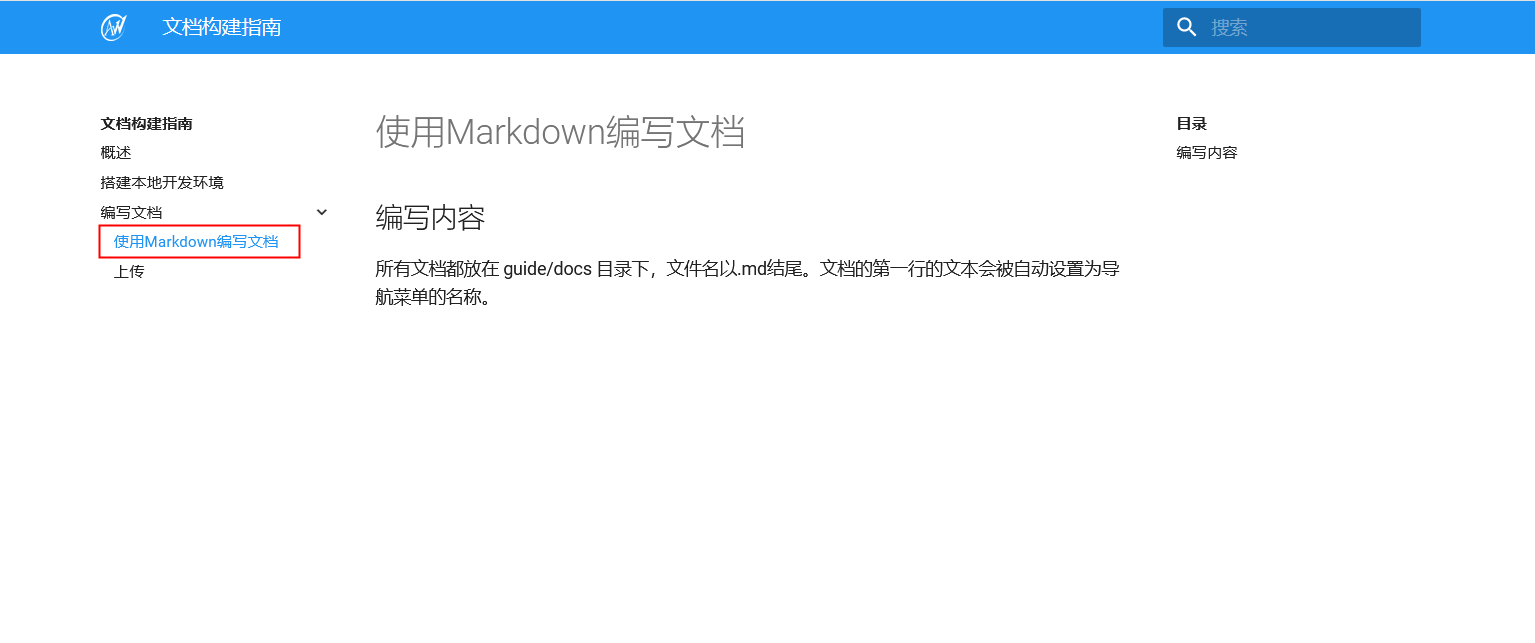 文档构建指南
搜索
文档构建指南
概述
搭建本地开发环境
编写文档
使用Markdown编写文档
上传
使用Markdown编写文档
编写内容
所有文档都放在 guide/docs 目录下，文件名以.md结尾。文档的第一行的文本会被自动设置为导
航菜单的名称。
目录
编写内容